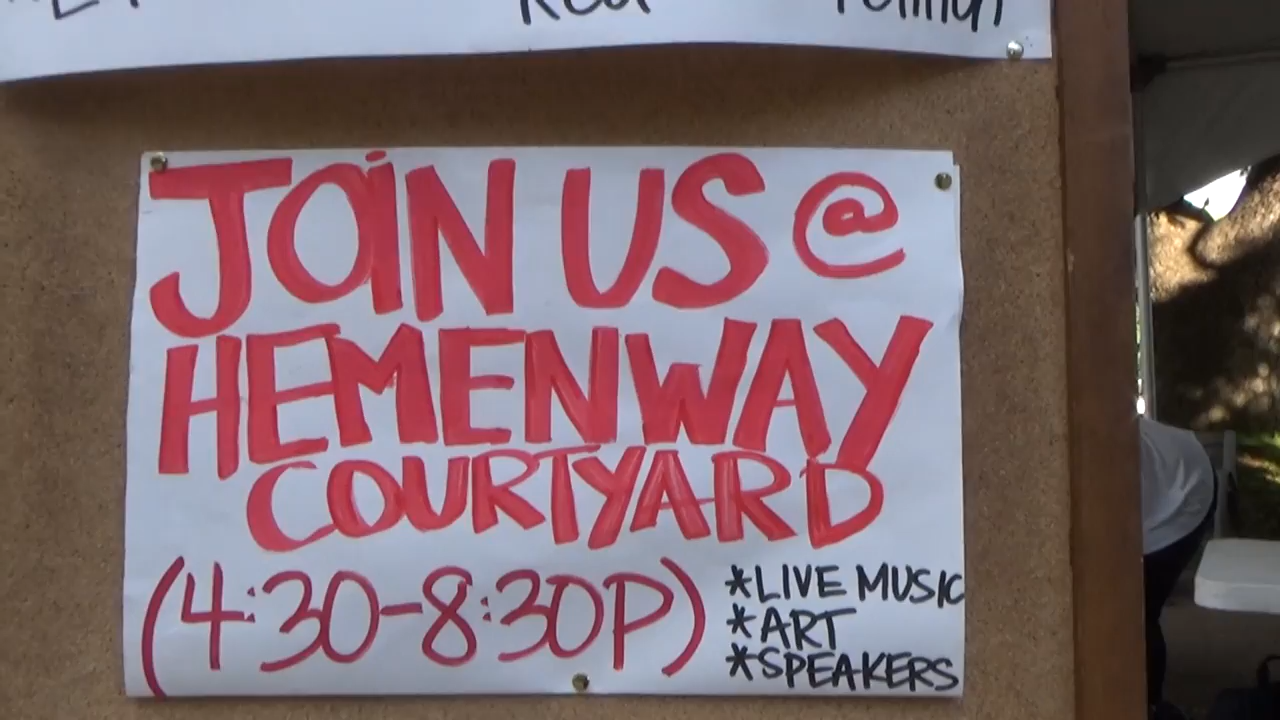 JOIN US @
HEMENWAY
COURTYARD
(4:30-8:30P)
*LIVE MUSIC
*ART
*SPEAKERS